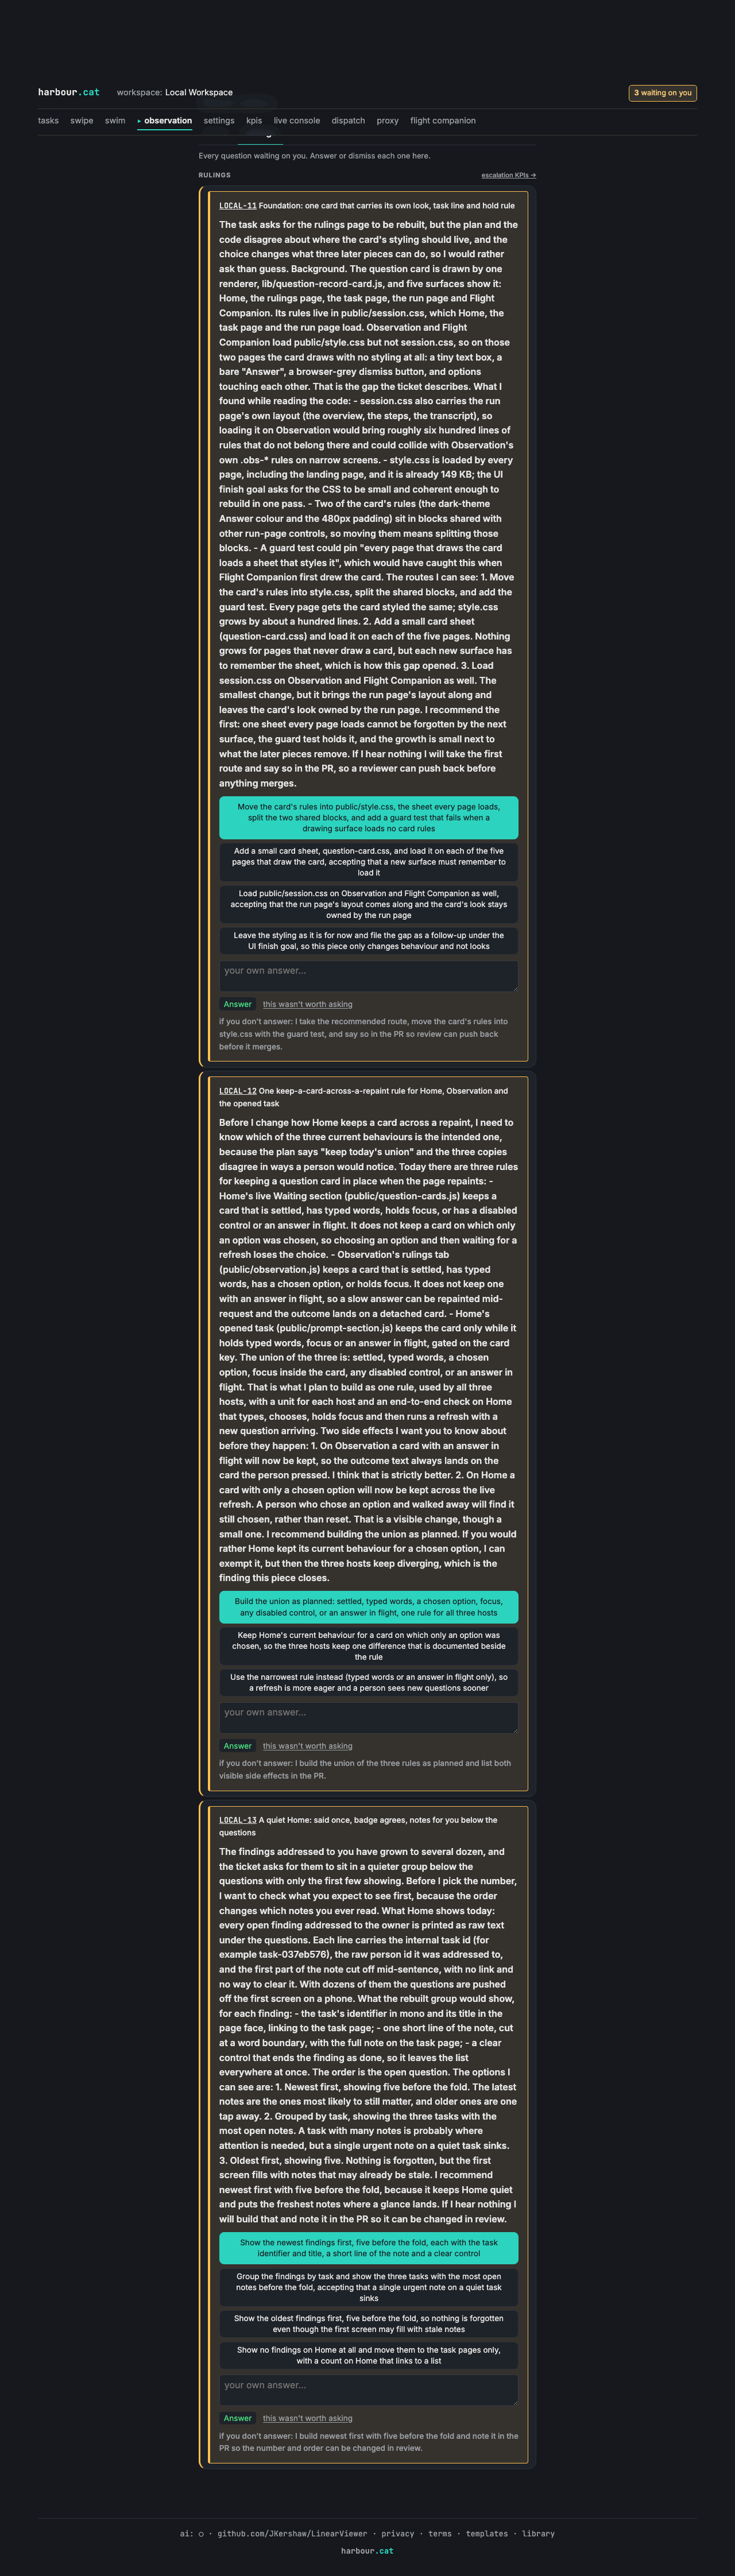 harbour.cat workspace: Local Workspace 3 waiting on you
tasks swipe swim ▸ observation settings kpis live console dispatch proxy flight companion
Every question waiting on you. Answer or dismiss each one here.
RULINGS escalation KPIs →
LOCAL-11 Foundation: one card that carries its own look, task line and hold rule
The task asks for the rulings page to be rebuilt, but the plan and the
code disagree about where the card's styling should live, and the
choice changes what three later pieces can do, so I would rather
ask than guess. Background. The question card is drawn by one
renderer, lib/question-record-card.js, and five surfaces show it:
Home, the rulings page, the task page, the run page and Flight
Companion. Its rules live in public/session.css, which Home, the
task page and the run page load. Observation and Flight
Companion load public/style.css but not session.css, so on those
two pages the card draws with no styling at all: a tiny text box, a
bare "Answer", a browser-grey dismiss button, and options
touching each other. That is the gap the ticket describes. What I
found while reading the code: - session.css also carries the run
page's own layout (the overview, the steps, the transcript), so
loading it on Observation would bring roughly six hundred lines of
rules that do not belong there and could collide with Observation's
own .obs-* rules on narrow screens. - style.css is loaded by every
page, including the landing page, and it is already 149 KB; the UI
finish goal asks for the CSS to be small and coherent enough to
rebuild in one pass. - Two of the card's rules (the dark-theme
Answer colour and the 480px padding) sit in blocks shared with
other run-page controls, so moving them means splitting those
blocks. - A guard test could pin "every page that draws the card
loads a sheet that styles it", which would have caught this when
Flight Companion first drew the card. The routes I can see: 1. Move
the card's rules into style.css, split the shared blocks, and add the
guard test. Every page gets the card styled the same; style.css
grows by about a hundred lines. 2. Add a small card sheet
(question-card.css) and load it on each of the five pages. Nothing
grows for pages that never draw a card, but each new surface has
to remember the sheet, which is how this gap opened. 3. Load
session.css on Observation and Flight Companion as well. The
smallest change, but it brings the run page's layout along and
leaves the card's look owned by the run page. I recommend the
first: one sheet every page loads cannot be forgotten by the next
surface, the guard test holds it, and the growth is small next to
what the later pieces remove. If I hear nothing I will take the first
route and say so in the PR, so a reviewer can push back before
anything merges.
Move the card's rules into public/style.css, the sheet every page loads,
split the two shared blocks, and add a guard test that fails when a
drawing surface loads no card rules
Add a small card sheet, question-card.css, and load it on each of the five
pages that draw the card, accepting that a new surface must remember to
load it
Load public/session.css on Observation and Flight Companion as well,
accepting that the run page's layout comes along and the card's look stays
owned by the run page
Leave the styling as it is for now and file the gap as a follow-up under the
UI finish goal, so this piece only changes behaviour and not looks
your own answer...
Answer this wasn't worth asking
if you don't answer: I take the recommended route, move the card's rules into
style.css with the guard test, and say so in the PR so review can push back
before it merges.
LOCAL-12 One keep-a-card-across-a-repaint rule for Home, Observation and
the opened task
Before I change how Home keeps a card across a repaint, I need to
know which of the three current behaviours is the intended one,
because the plan says "keep today's union" and the three copies
disagree in ways a person would notice. Today there are three rules
for keeping a question card in place when the page repaints: -
Home's live Waiting section (public/question-cards.js) keeps a
card that is settled, has typed words, holds focus, or has a disabled
control or an answer in flight. It does not keep a card on which only
an option was chosen, so choosing an option and then waiting for a
refresh loses the choice. - Observation's rulings tab
(public/observation.js) keeps a card that is settled, has typed
words, has a chosen option, or holds focus. It does not keep one
with an answer in flight, so a slow answer can be repainted mid-
request and the outcome lands on a detached card. - Home's
opened task (public/prompt-section.js) keeps the card only while it
holds typed words, focus or an answer in flight, gated on the card
key. The union of the three is: settled, typed words, a chosen
option, focus inside the card, any disabled control, or an answer in
flight. That is what I plan to build as one rule, used by all three
hosts, with a unit for each host and an end-to-end check on Home
that types, chooses, holds focus and then runs a refresh with a
new question arriving. Two side effects I want you to know about
before they happen: 1. On Observation a card with an answer in
flight will now be kept, so the outcome text always lands on the
card the person pressed. I think that is strictly better. 2. On Home a
card with only a chosen option will now be kept across the live
refresh. A person who chose an option and walked away will find it
still chosen, rather than reset. That is a visible change, though a
small one. I recommend building the union as planned. If you would
rather Home kept its current behaviour for a chosen option, I can
exempt it, but then the three hosts keep diverging, which is the
finding this piece closes.
Build the union as planned: settled, typed words, a chosen option, focus,
any disabled control, or an answer in flight, one rule for all three hosts
Keep Home's current behaviour for a card on which only an option was
chosen, so the three hosts keep one difference that is documented beside
the rule
Use the narrowest rule instead (typed words or an answer in flight only), so
a refresh is more eager and a person sees new questions sooner
your own answer...
Answer this wasn't worth asking
if you don't answer: I build the union of the three rules as planned and list both
visible side effects in the PR.
LOCAL-13 A quiet Home: said once, badge agrees, notes for you below the
questions
The findings addressed to you have grown to several dozen, and
the ticket asks for them to sit in a quieter group below the
questions with only the first few showing. Before I pick the number,
I want to check what you expect to see first, because the order
changes which notes you ever read. What Home shows today:
every open finding addressed to the owner is printed as raw text
under the questions. Each line carries the internal task id (for
example task-037eb576), the raw person id it was addressed to,
and the first part of the note cut off mid-sentence, with no link and
no way to clear it. With dozens of them the questions are pushed
off the first screen on a phone. What the rebuilt group would show,
for each finding: - the task's identifier in mono and its title in the
page face, linking to the task page; - one short line of the note, cut
at a word boundary, with the full note on the task page; - a clear
control that ends the finding as done, so it leaves the list
everywhere at once. The order is the open question. The options I
can see are: 1. Newest first, showing five before the fold. The latest
notes are the ones most likely to still matter, and older ones are one
tap away. 2. Grouped by task, showing the three tasks with the
most open notes. A task with many notes is probably where
attention is needed, but a single urgent note on a quiet task sinks.
3. Oldest first, showing five. Nothing is forgotten, but the first
screen fills with notes that may already be stale. I recommend
newest first with five before the fold, because it keeps Home quiet
and puts the freshest notes where a glance lands. If I hear nothing I
will build that and note it in the PR so it can be changed in review.
Show the newest findings first, five before the fold, each with the task
identifier and title, a short line of the note and a clear control
Group the findings by task and show the three tasks with the most open
notes before the fold, accepting that a single urgent note on a quiet task
sinks
Show the oldest findings first, five before the fold, so nothing is forgotten
even though the first screen may fill with stale notes
Show no findings on Home at all and move them to the task pages only,
with a count on Home that links to a list
your own answer...
Answer this wasn't worth asking
if you don't answer: I build newest first with five before the fold and note it in the
PR so the number and order can be changed in review.
ai: ○ · github.com/JKershaw/LinearViewer · privacy · terms · templates · library
harbour.cat